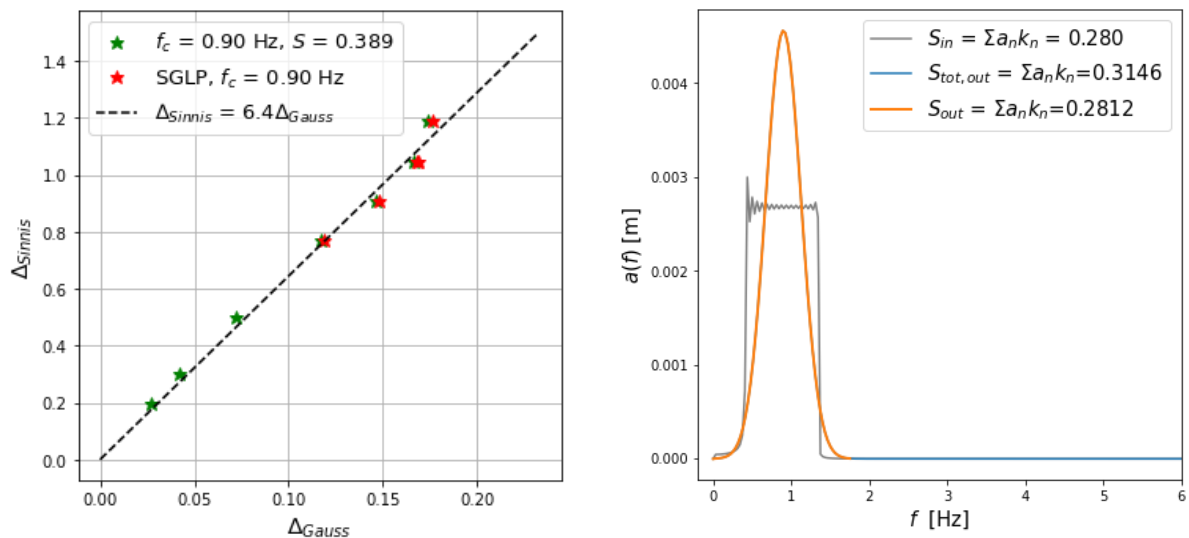 f_c = 0.90 Hz, S = 0.389
SGLP, f_c = 0.90 Hz
Δ_Sinnis = 6.4Δ_Gauss
1.4
1.2
1.0
0.8
0.6
0.4
0.2
0.0
Δ_Sinnis
0.00 0.05 0.10 0.15 0.20
Δ_Gauss
S_in = Σa_nk_n = 0.280
S_tot,out = Σa_nk_n=0.3146
S_out = Σa_nk_n=0.2812
0.004
0.003
0.002
0.001
0.000
a(f) [m]
0 1 2 3 4 5 6
f [Hz]